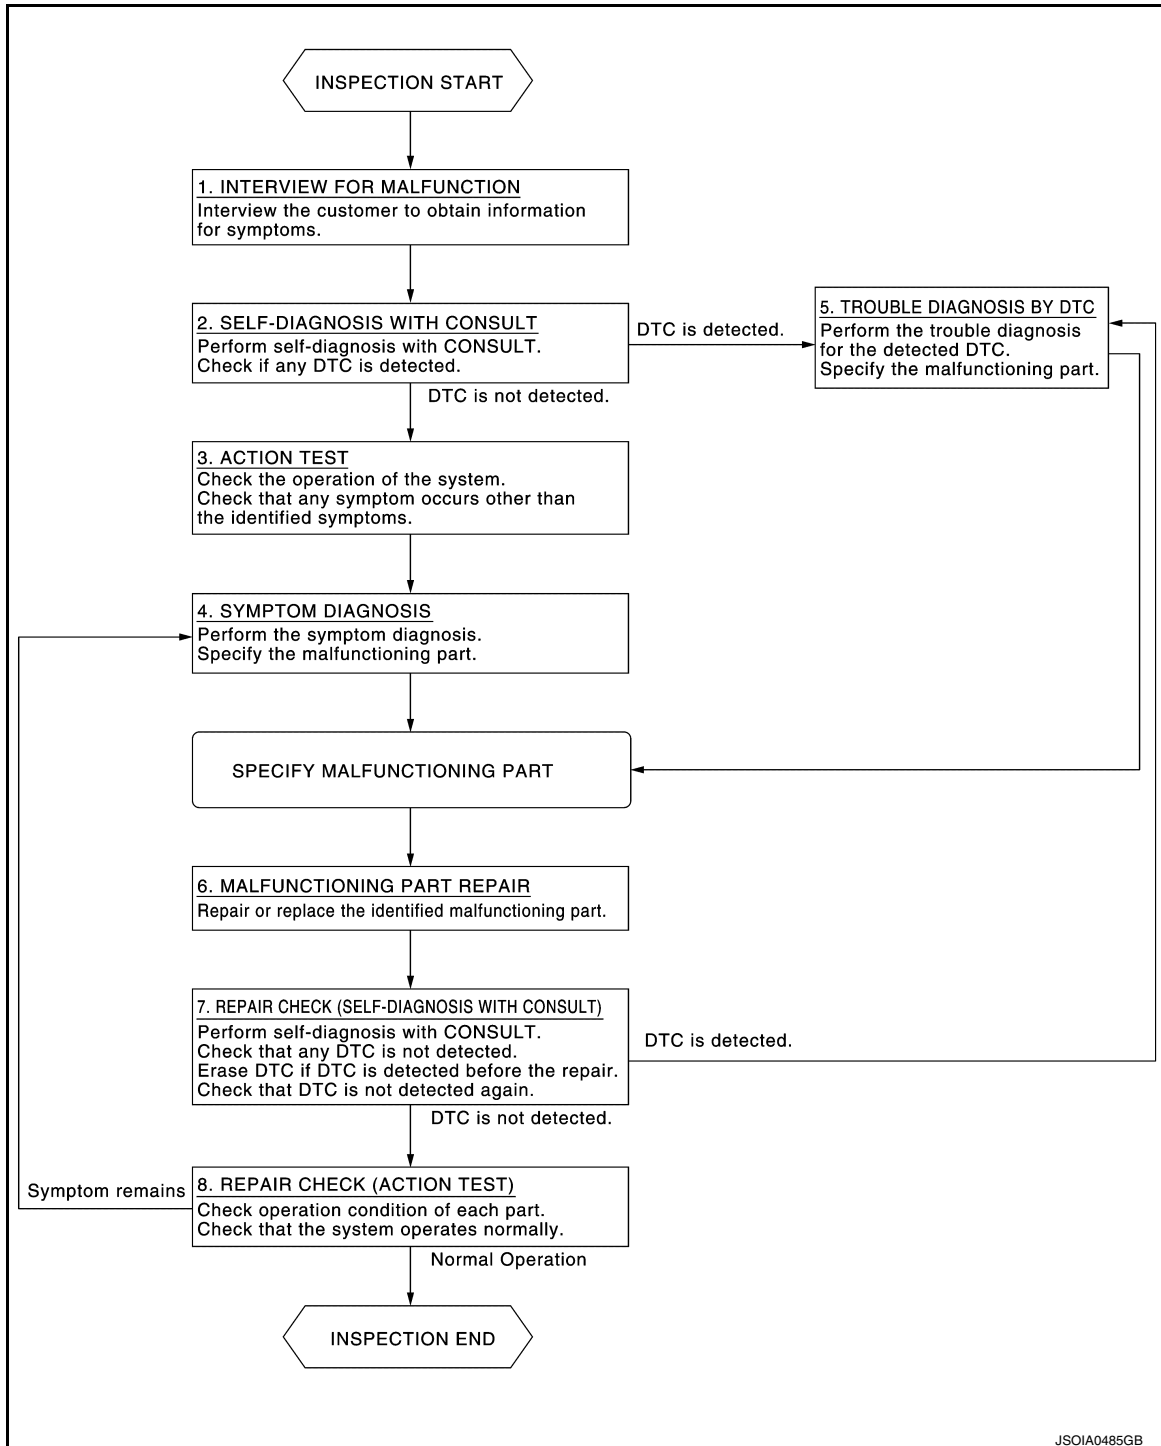 INSPECTION START
1. INTERVIEW FOR MALFUNCTION
Interview the customer to obtain information
for symptoms.
2. SELF-DIAGNOSIS WITH CONSULT
Perform self-diagnosis with CONSULT.
Check if any DTC is detected.
DTC is detected.
5. TROUBLE DIAGNOSIS BY DTC
Perform the trouble diagnosis
for the detected DTC.
Specify the malfunctioning part.
DTC is not detected.
3. ACTION TEST
Check the operation of the system.
Check that any symptom occurs other than
the identified symptoms.
4. SYMPTOM DIAGNOSIS
Perform the symptom diagnosis.
Specify the malfunctioning part.
SPECIFY MALFUNCTIONING PART
6. MALFUNCTIONING PART REPAIR
Repair or replace the identified malfunctioning part.
7. REPAIR CHECK (SELF-DIAGNOSIS WITH CONSULT)
Perform self-diagnosis with CONSULT.
Check that any DTC is not detected.
Erase DTC if DTC is detected before the repair.
Check that DTC is not detected again.
DTC is detected.
DTC is not detected.
Symptom remains
8. REPAIR CHECK (ACTION TEST)
Check operation condition of each part.
Check that the system operates normally.
Normal Operation
INSPECTION END
JSOIA0485GB